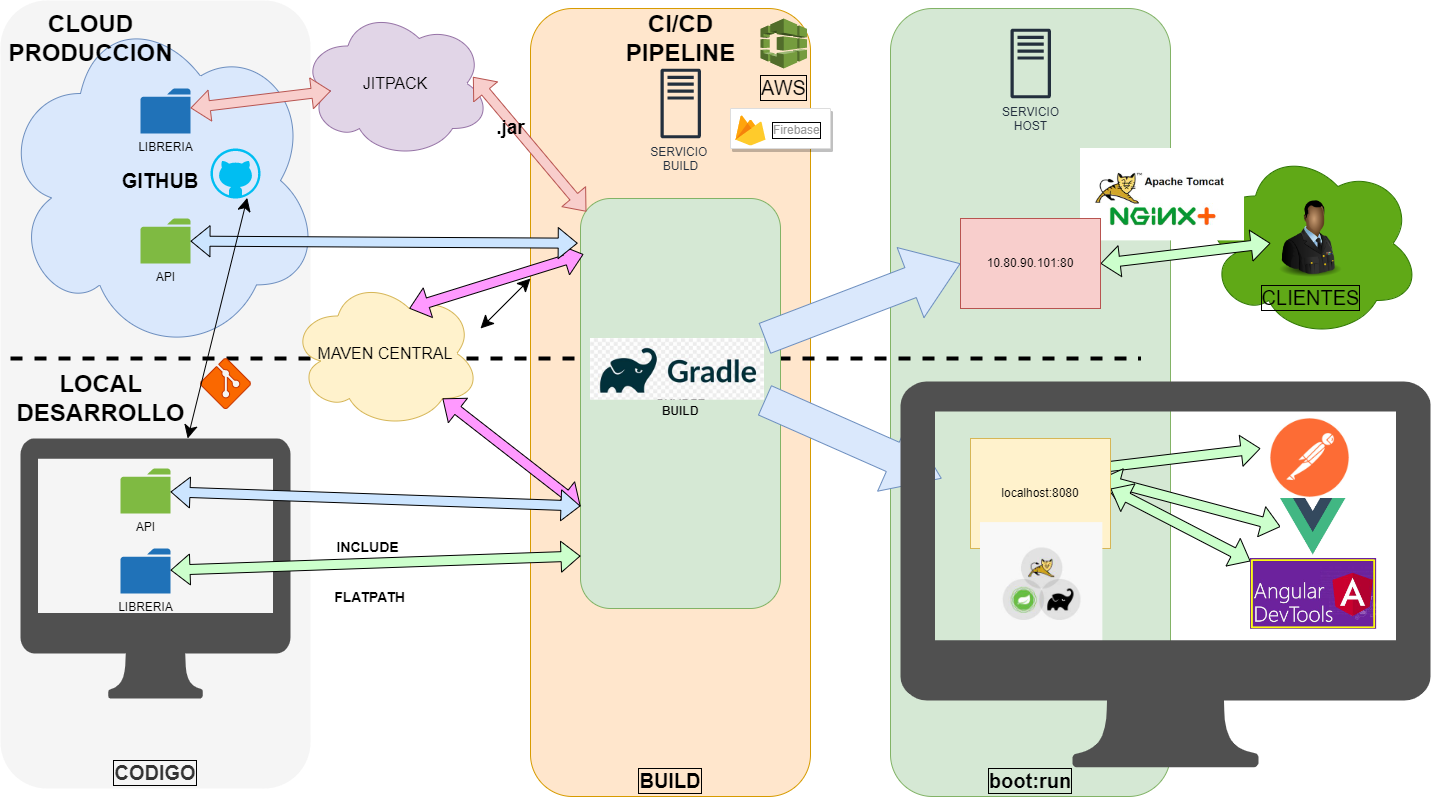 CLOUD
PRODUCCION
JITPACK
LIBRERIA
GITHUB
API
CI/CD
PIPELINE
AWS
Firebase
SERVICIO
BUILD
.jar
SERVICIO
HOST
Apache Tomcat
NGINX+
10.80.90.101:80
CLIENTES
MAVEN CENTRAL
Gradle
BUILD
LOCAL
DESARROLLO
API
LIBRERIA
INCLUDE
FLATPATH
localhost:8080
Angular
DevTools
A
CODIGO
BUILD
boot:run